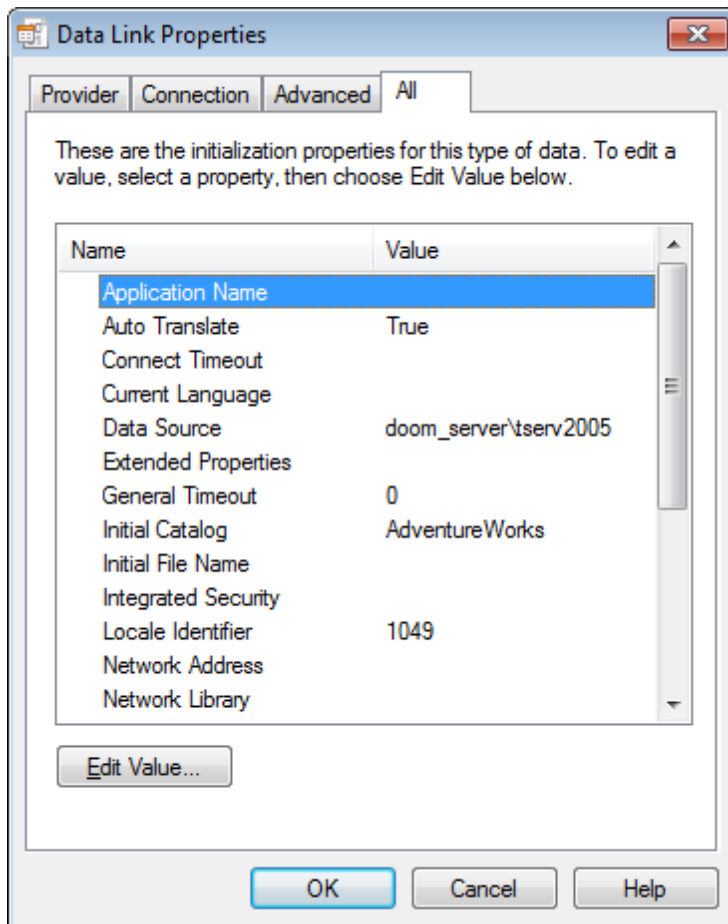 Data Link Properties
Provider Connection Advanced All
These are the initialization properties for this type of data. To edit a
value, select a property, then choose Edit Value below.
Name Value
Application Name
Auto Translate True
Connect Timeout
Current Language
Data Source doom_server\tserv2005
Extended Properties
General Timeout 0
Initial Catalog AdventureWorks
Initial File Name
Integrated Security
Locale Identifier 1049
Network Address
Network Library
Edit Value...
OK Cancel Help